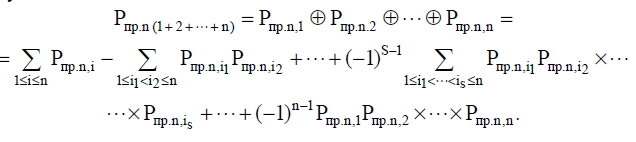 Pпр.n (1+2+⋯+n) = Pпр.n,1 ⊕ Pпр.n.2 ⊕ ⋯ ⊕ Pпр.n,n =
= ∑1≤i≤n Pпр.n,i − ∑1≤i1<i2≤n Pпр.n,i1 Pпр.n,i2 + ⋯ + (−1)S−1 ∑1≤i1<⋯<is≤n Pпр.n,i1 Pпр.n,i2 × ⋯
⋯ × Pпр.n,is + ⋯ + (−1)n−1 Pпр.n,1 Pпр.n,2 × ⋯ × Pпр.n,n.